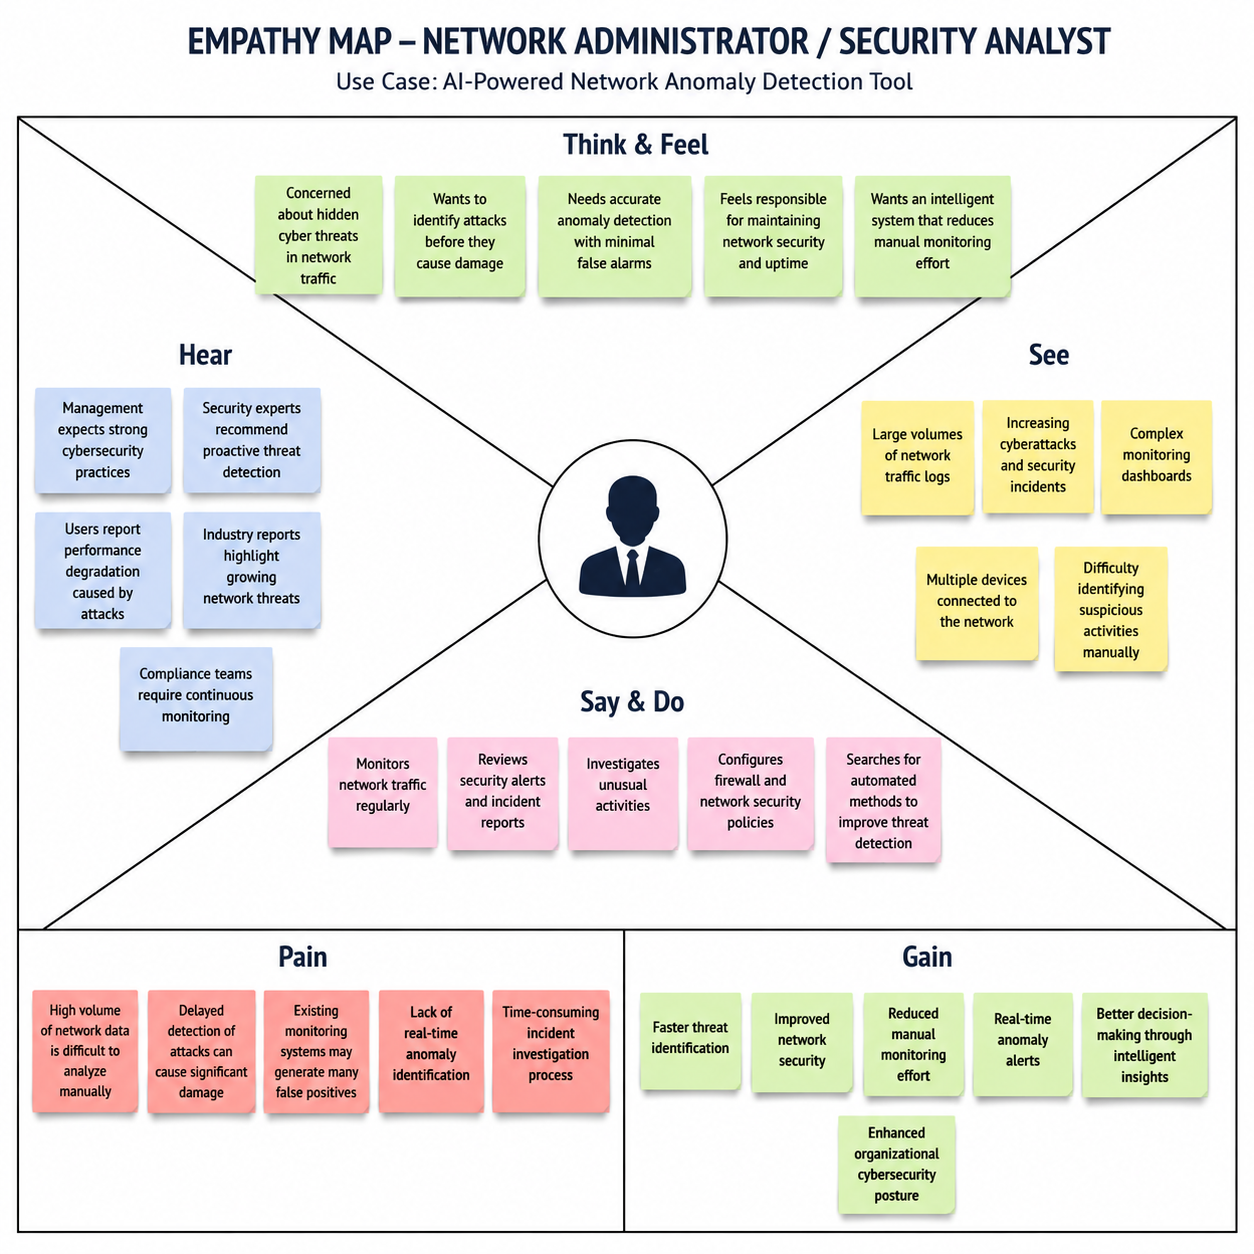 EMPATHY MAP – NETWORK ADMINISTRATOR / SECURITY ANALYST
Use Case: AI-Powered Network Anomaly Detection Tool
Think & Feel
Concerned
about hidden
cyber threats
in network
traffic
Wants to
identify attacks
before they
cause damage
Needs accurate
anomaly detection
with minimal
false alarms
Feels responsible
for maintaining
network security
and uptime
Wants an intelligent
system that reduces
manual monitoring
effort
Hear
Management
expects strong
cybersecurity
practices
Security experts
recommend
proactive threat
detection
Users report
performance
degradation
caused by
attacks
Industry reports
highlight
growing
network threats
Compliance teams
require continuous
monitoring
See
Large volumes
of network
traffic logs
Increasing
cyberattacks
and security
incidents
Complex
monitoring
dashboards
Multiple devices
connected to
the network
Difficulty
identifying
suspicious
activities
manually
Say & Do
Monitors
network traffic
regularly
Reviews
security alerts
and incident
reports
Investigates
unusual
activities
Configures
firewall and
network security
policies
Searches for
automated
methods to
improve threat
detection
Pain
High volume
of network data
is difficult to
analyze
manually
Delayed
detection of
attacks can
cause significant
damage
Existing
monitoring
systems may
generate many
false positives
Lack of
real-time
anomaly
identification
Time-consuming
incident
investigation
process
Gain
Faster threat
identification
Improved
network
security
Reduced
manual
monitoring
effort
Real-time
anomaly
alerts
Better decision-
making through
intelligent
insights
Enhanced
organizational
cybersecurity
posture